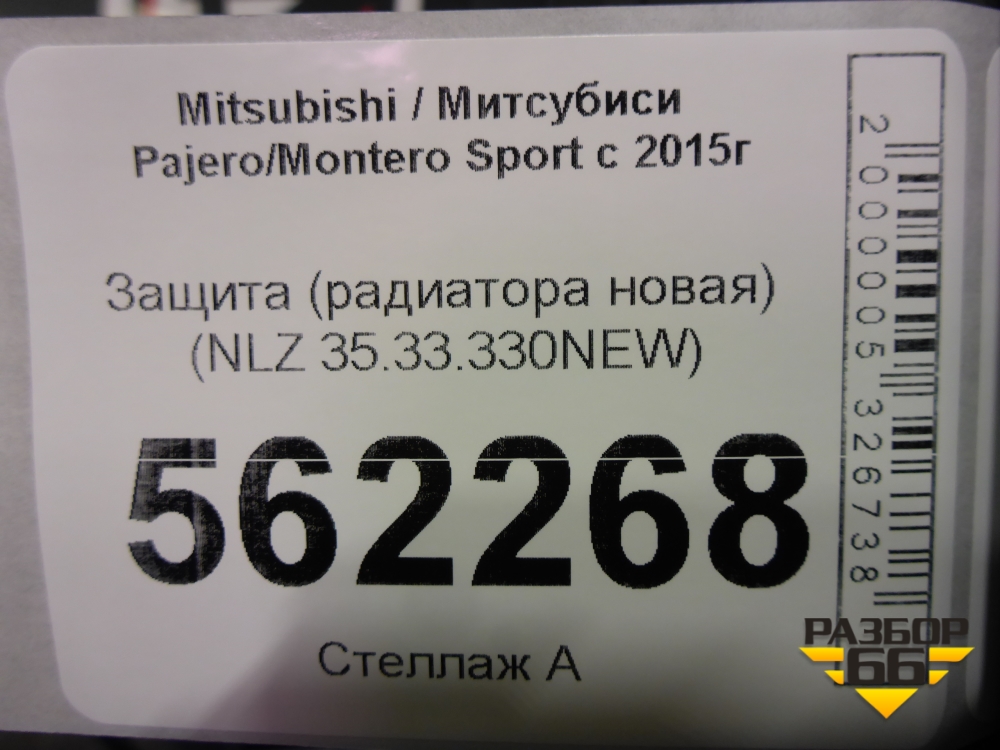 Mitsubishi / Митсубиси
Pajero/Montero Sport с 2015г
Защита (радиатора новая)
(NLZ 35.33.330NEW)
562268
Стеллаж А
2000005326738
РАЗБОР
66